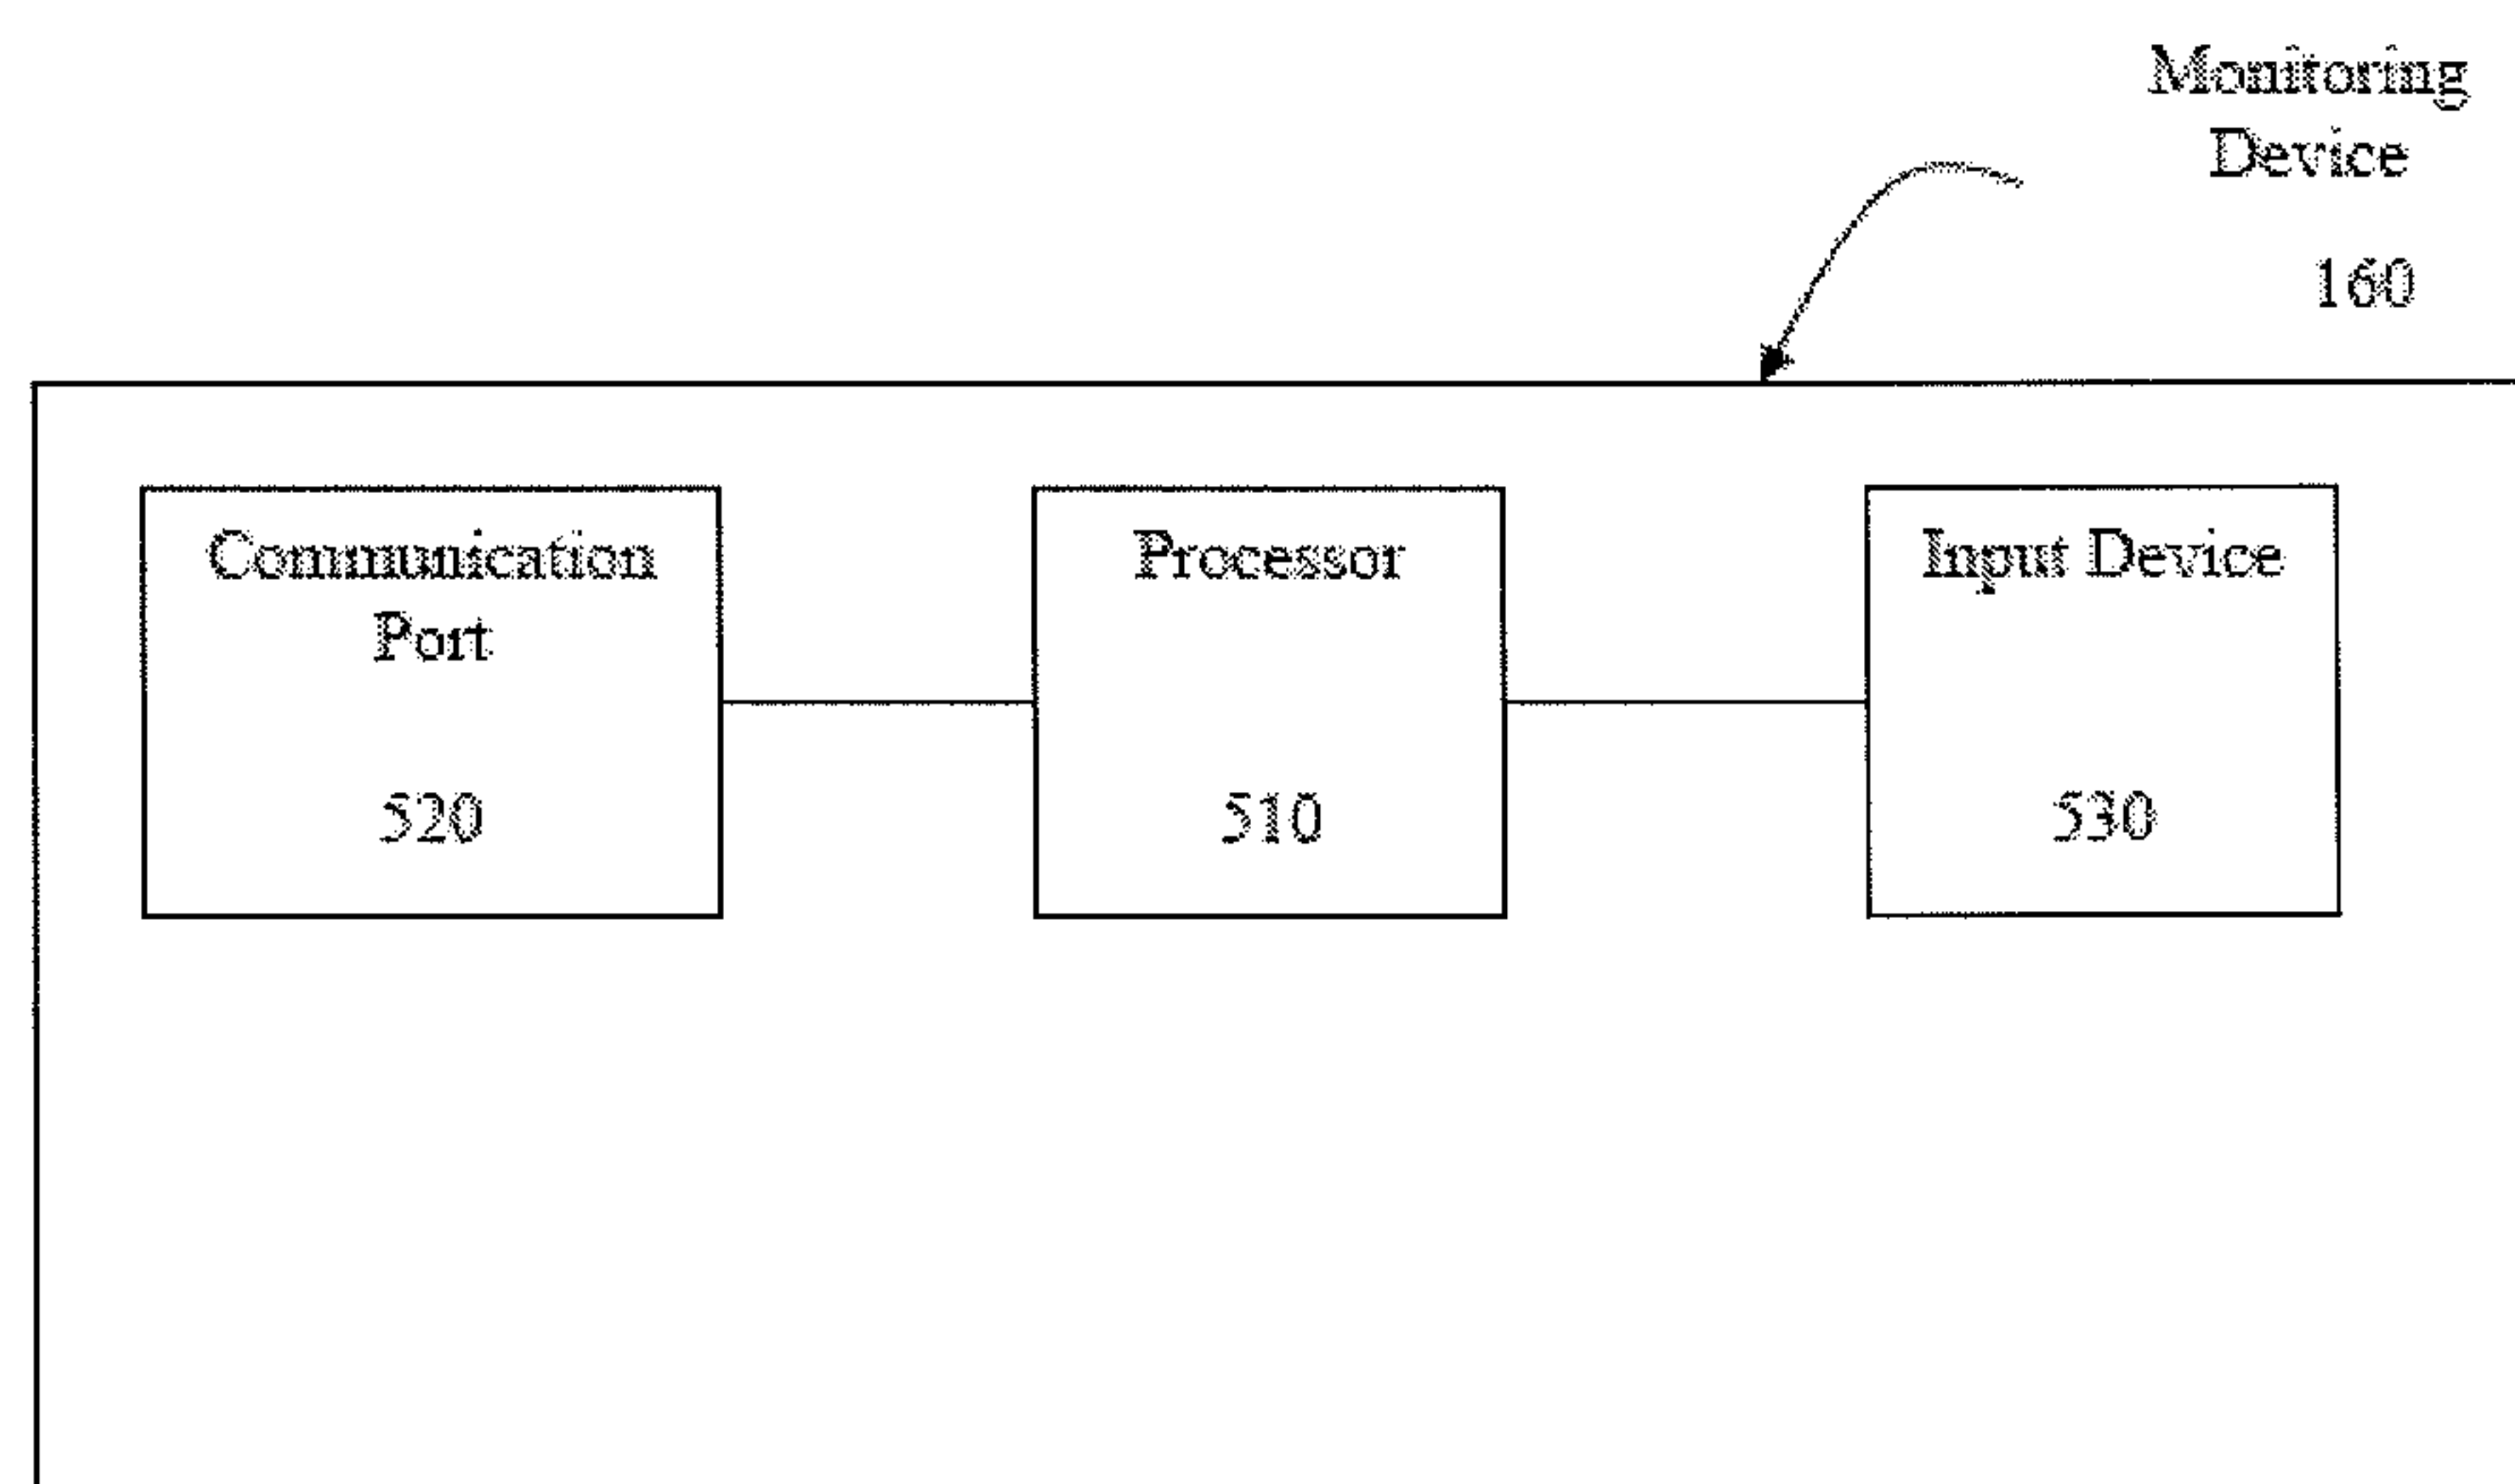 Monitoring
Device
160
Communication
Port
520
Processor
510
Input Device
530